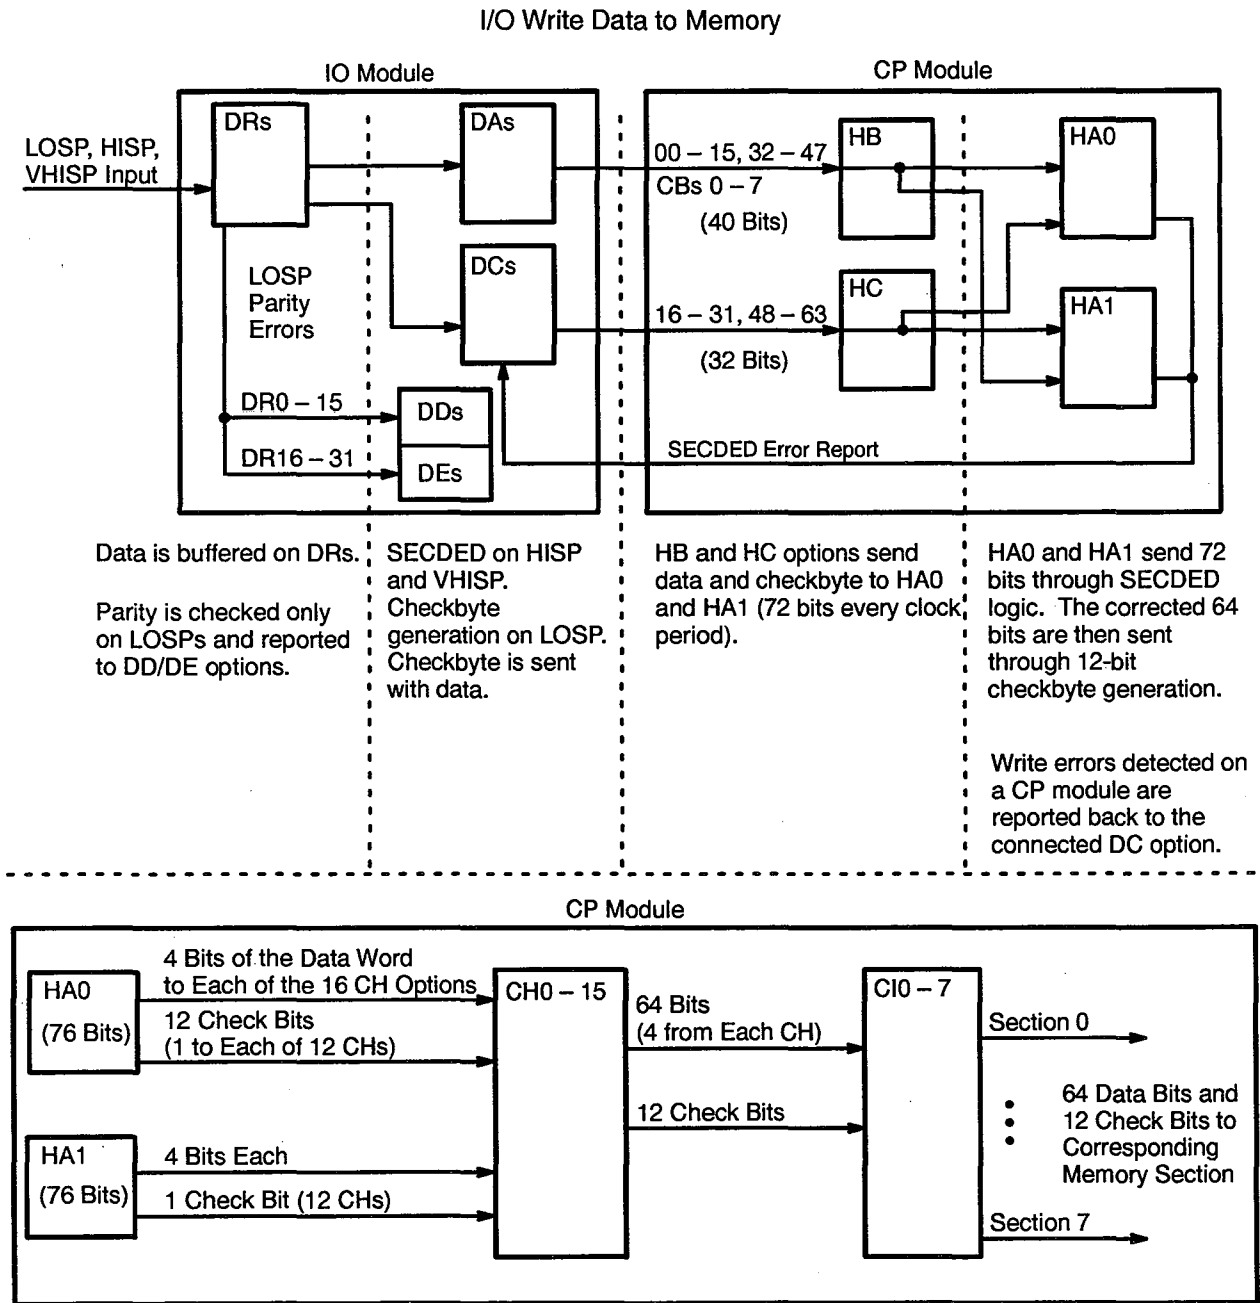 I/O Write Data to Memory
IO Module
CP Module
LOSP, HISP,
VHISP Input
DRs
DAs
DCs
LOSP
Parity
Errors
DR0 – 15
DR16 – 31
DDs
DEs
00 – 15, 32 – 47
CBs 0 – 7
(40 Bits)
16 – 31, 48 – 63
(32 Bits)
HB
HC
HA0
HA1
SECDED Error Report
Data is buffered on DRs.
Parity is checked only
on LOSPs and reported
to DD/DE options.
SECDED on HISP
and VHISP.
Checkbyte
generation on LOSP.
Checkbyte is sent
with data.
HB and HC options send
data and checkbyte to HA0
and HA1 (72 bits every clock
period).
HA0 and HA1 send 72
bits through SECDED
logic. The corrected 64
bits are then sent
through 12-bit
checkbyte generation.
Write errors detected on
a CP module are
reported back to the
connected DC option.
CP Module
HA0
(76 Bits)
4 Bits of the Data Word
to Each of the 16 CH Options
12 Check Bits
(1 to Each of 12 CHs)
HA1
(76 Bits)
4 Bits Each
1 Check Bit (12 CHs)
CH0 – 15
64 Bits
(4 from Each CH)
12 Check Bits
CI0 – 7
Section 0
64 Data Bits and
12 Check Bits to
Corresponding
Memory Section
Section 7